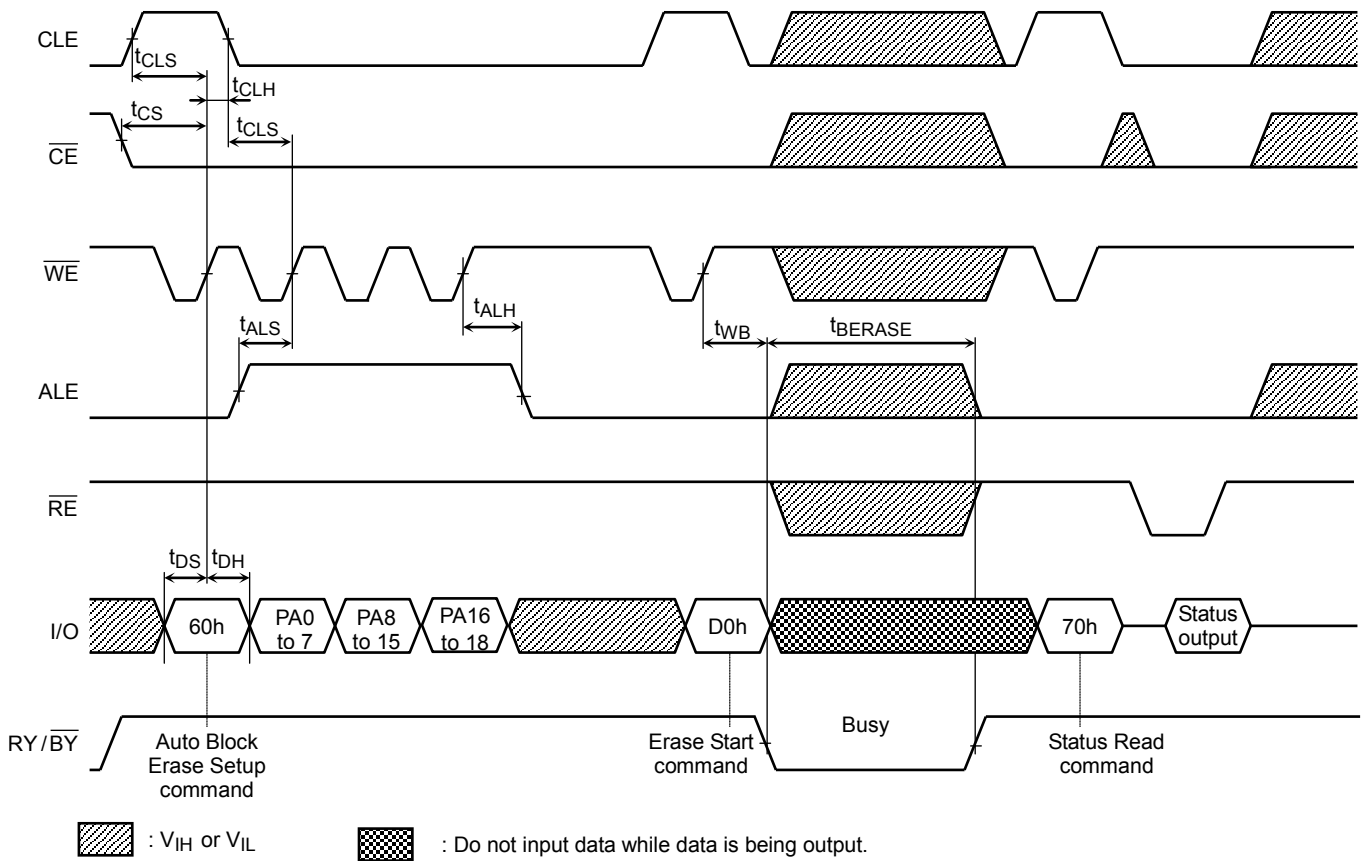 CLE
tCLS
tCLH
tCS
tCLS
CE
WE
tALS
tALH
tWB
tBERASE
ALE
RE
tDS
tDH
I/O
60h
PA0
to 7
PA8
to 15
PA16
to 18
D0h
70h
Status
output
RY/BY
Busy
Auto Block
Erase Setup
command
Erase Start
command
Status Read
command
: VIH or VIL
: Do not input data while data is being output.